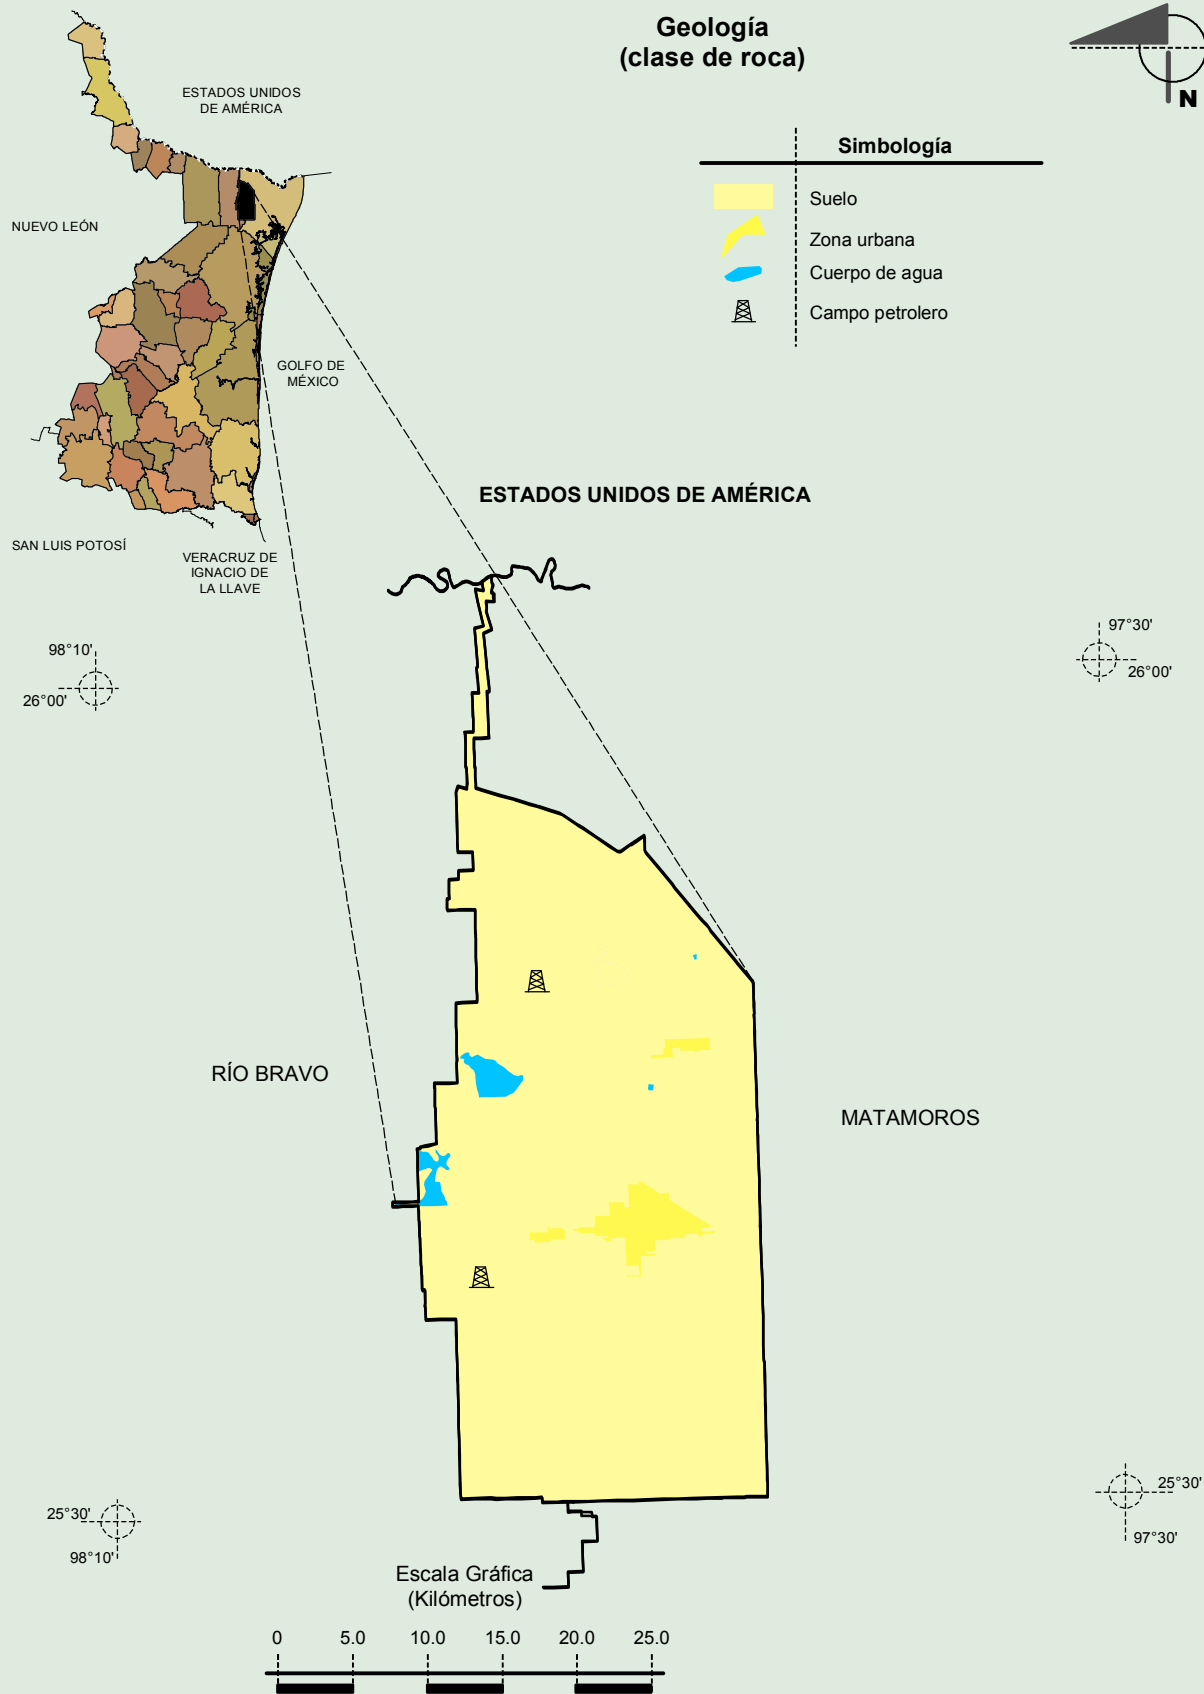 Geología
(clase de roca)
N
Simbología
Suelo
Zona urbana
Cuerpo de agua
Campo petrolero
ESTADOS UNIDOS
DE AMÉRICA
NUEVO LEÓN
GOLFO DE
MÉXICO
SAN LUIS POTOSÍ
VERACRUZ DE
IGNACIO DE
LA LLAVE
ESTADOS UNIDOS DE AMÉRICA
98°10'
26°00'
97°30'
26°00'
RÍO BRAVO
MATAMOROS
25°30'
98°10'
25°30'
97°30'
Escala Gráfica
(Kilómetros)
0 5.0 10.0 15.0 20.0 25.0